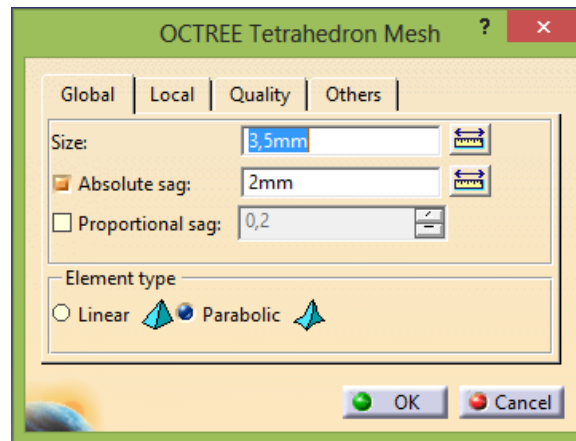 OCTREE Tetrahedron Mesh ? ×
Global Local Quality Others
Size: 3,5mm
Absolute sag: 2mm
Proportional sag: 0,2
Element type
Linear Parabolic
OK Cancel